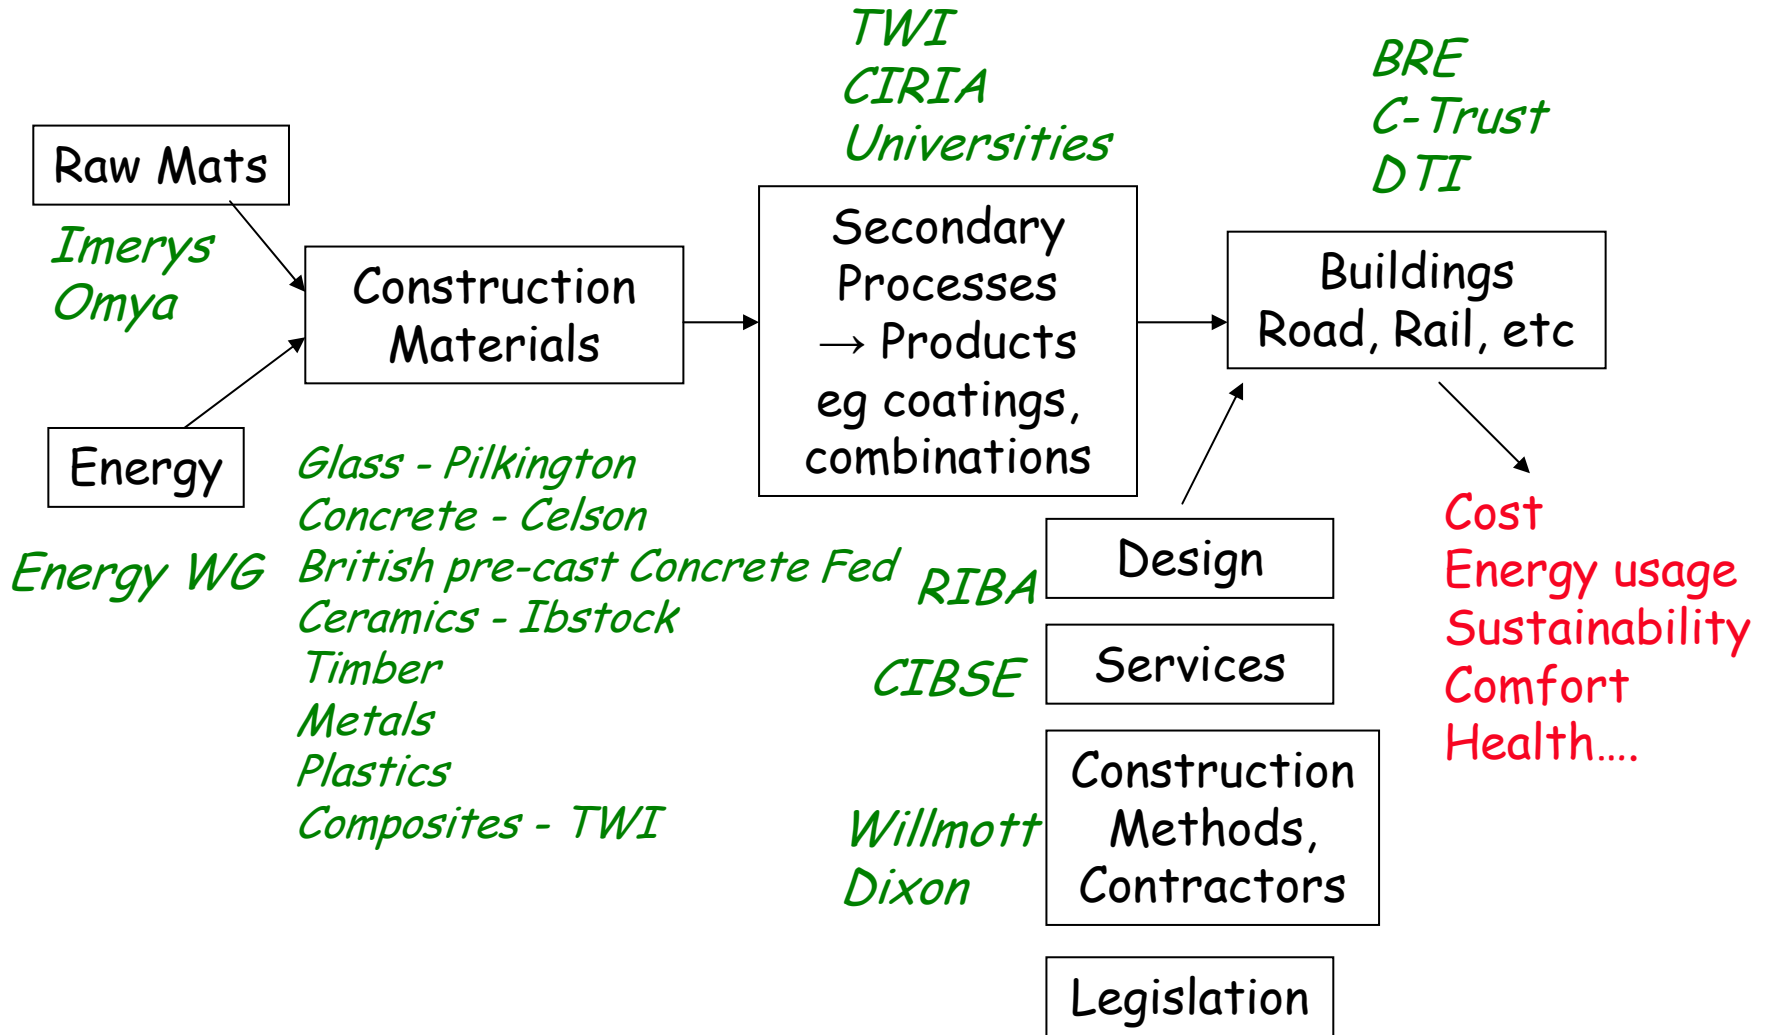 TWI
CIRIA
Universities
BRE
C-Trust
DTI
Raw Mats
Imerys
Omya
Construction
Materials
Secondary
Processes
→ Products
eg coatings,
combinations
Buildings
Road, Rail, etc
Energy
Energy WG
Glass - Pilkington
Concrete - Celson
British pre-cast Concrete Fed
Ceramics - Ibstock
Timber
Metals
Plastics
Composites - TWI
RIBA
Design
CIBSE
Services
Willmott
Dixon
Construction
Methods,
Contractors
Legislation
Cost
Energy usage
Sustainability
Comfort
Health....